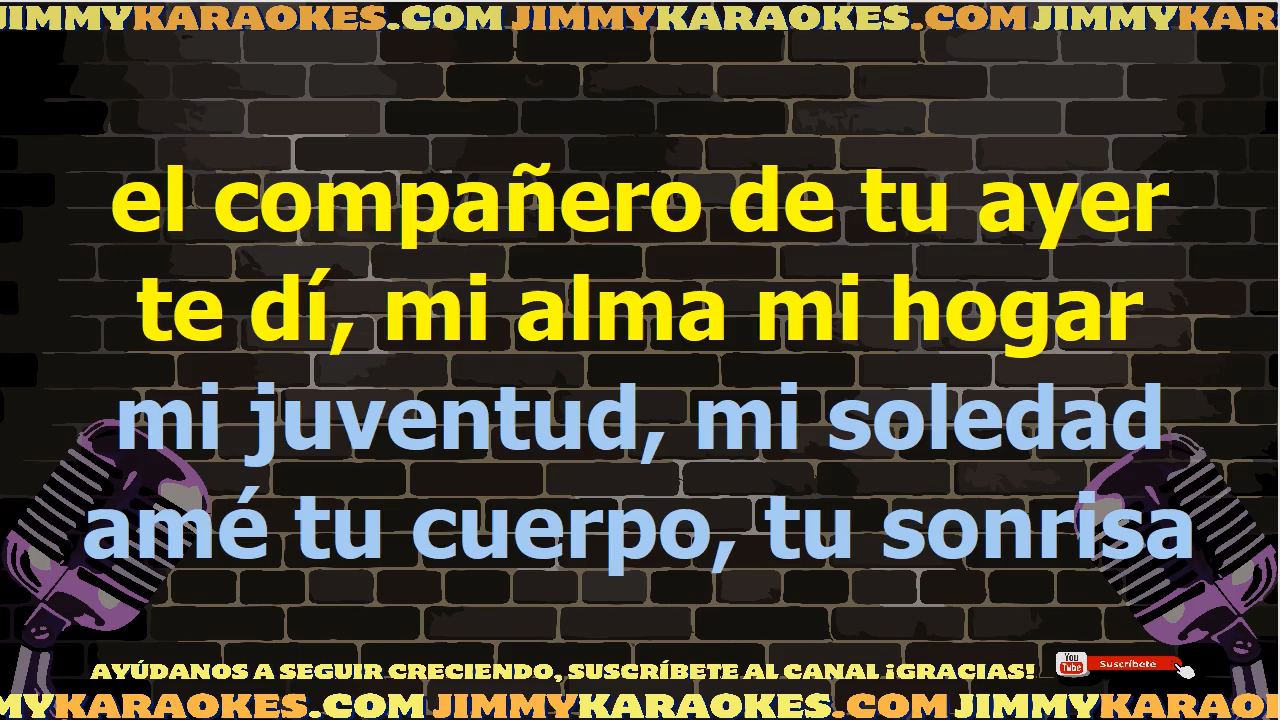 JIMMYKARAOKES.COM JIMMYKARAOKES.COM JIMMYKAR
el compañero de tu ayer
te dí, mi alma mi hogar
mi juventud, mi soledad
amé tu cuerpo, tu sonrisa
AYÚDANOS A SEGUIR CRECIENDO, SUSCRÍBETE AL CANAL ¡GRACIAS!
You Tube Suscríbete
MYKARAOKES.COM JIMMYKARAOKES.COM JIMMYKARAO